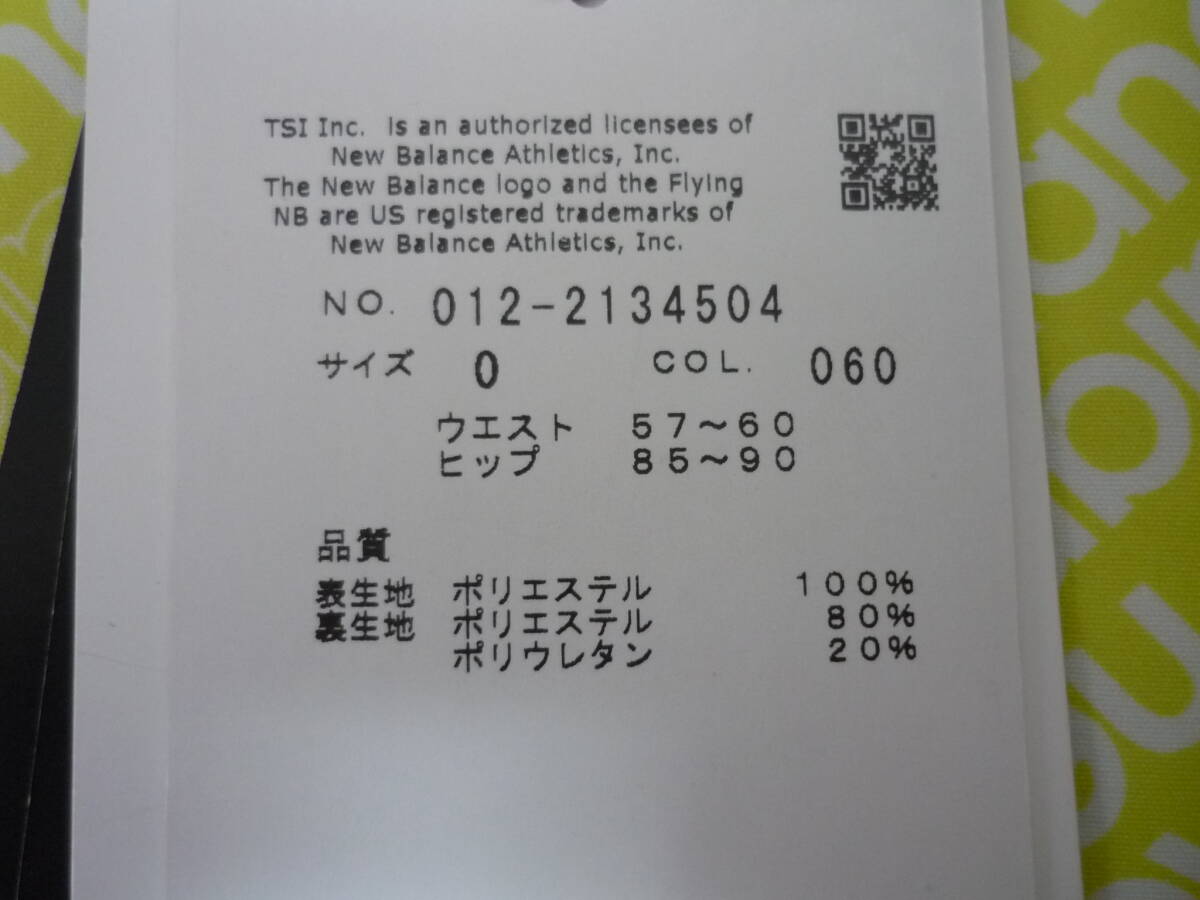 TSI Inc. is an authorized licensees of
New Balance Athletics, Inc.
The New Balance logo and the Flying
NB are US registered trademarks of
New Balance Athletics, Inc.
NO. 012-2134504
サイズ 0 COL. 060
ウエスト 57～60
ヒップ 85～90
品質
表生地 ポリエステル 100%
裏生地 ポリエステル 80%
ポリウレタン 20%